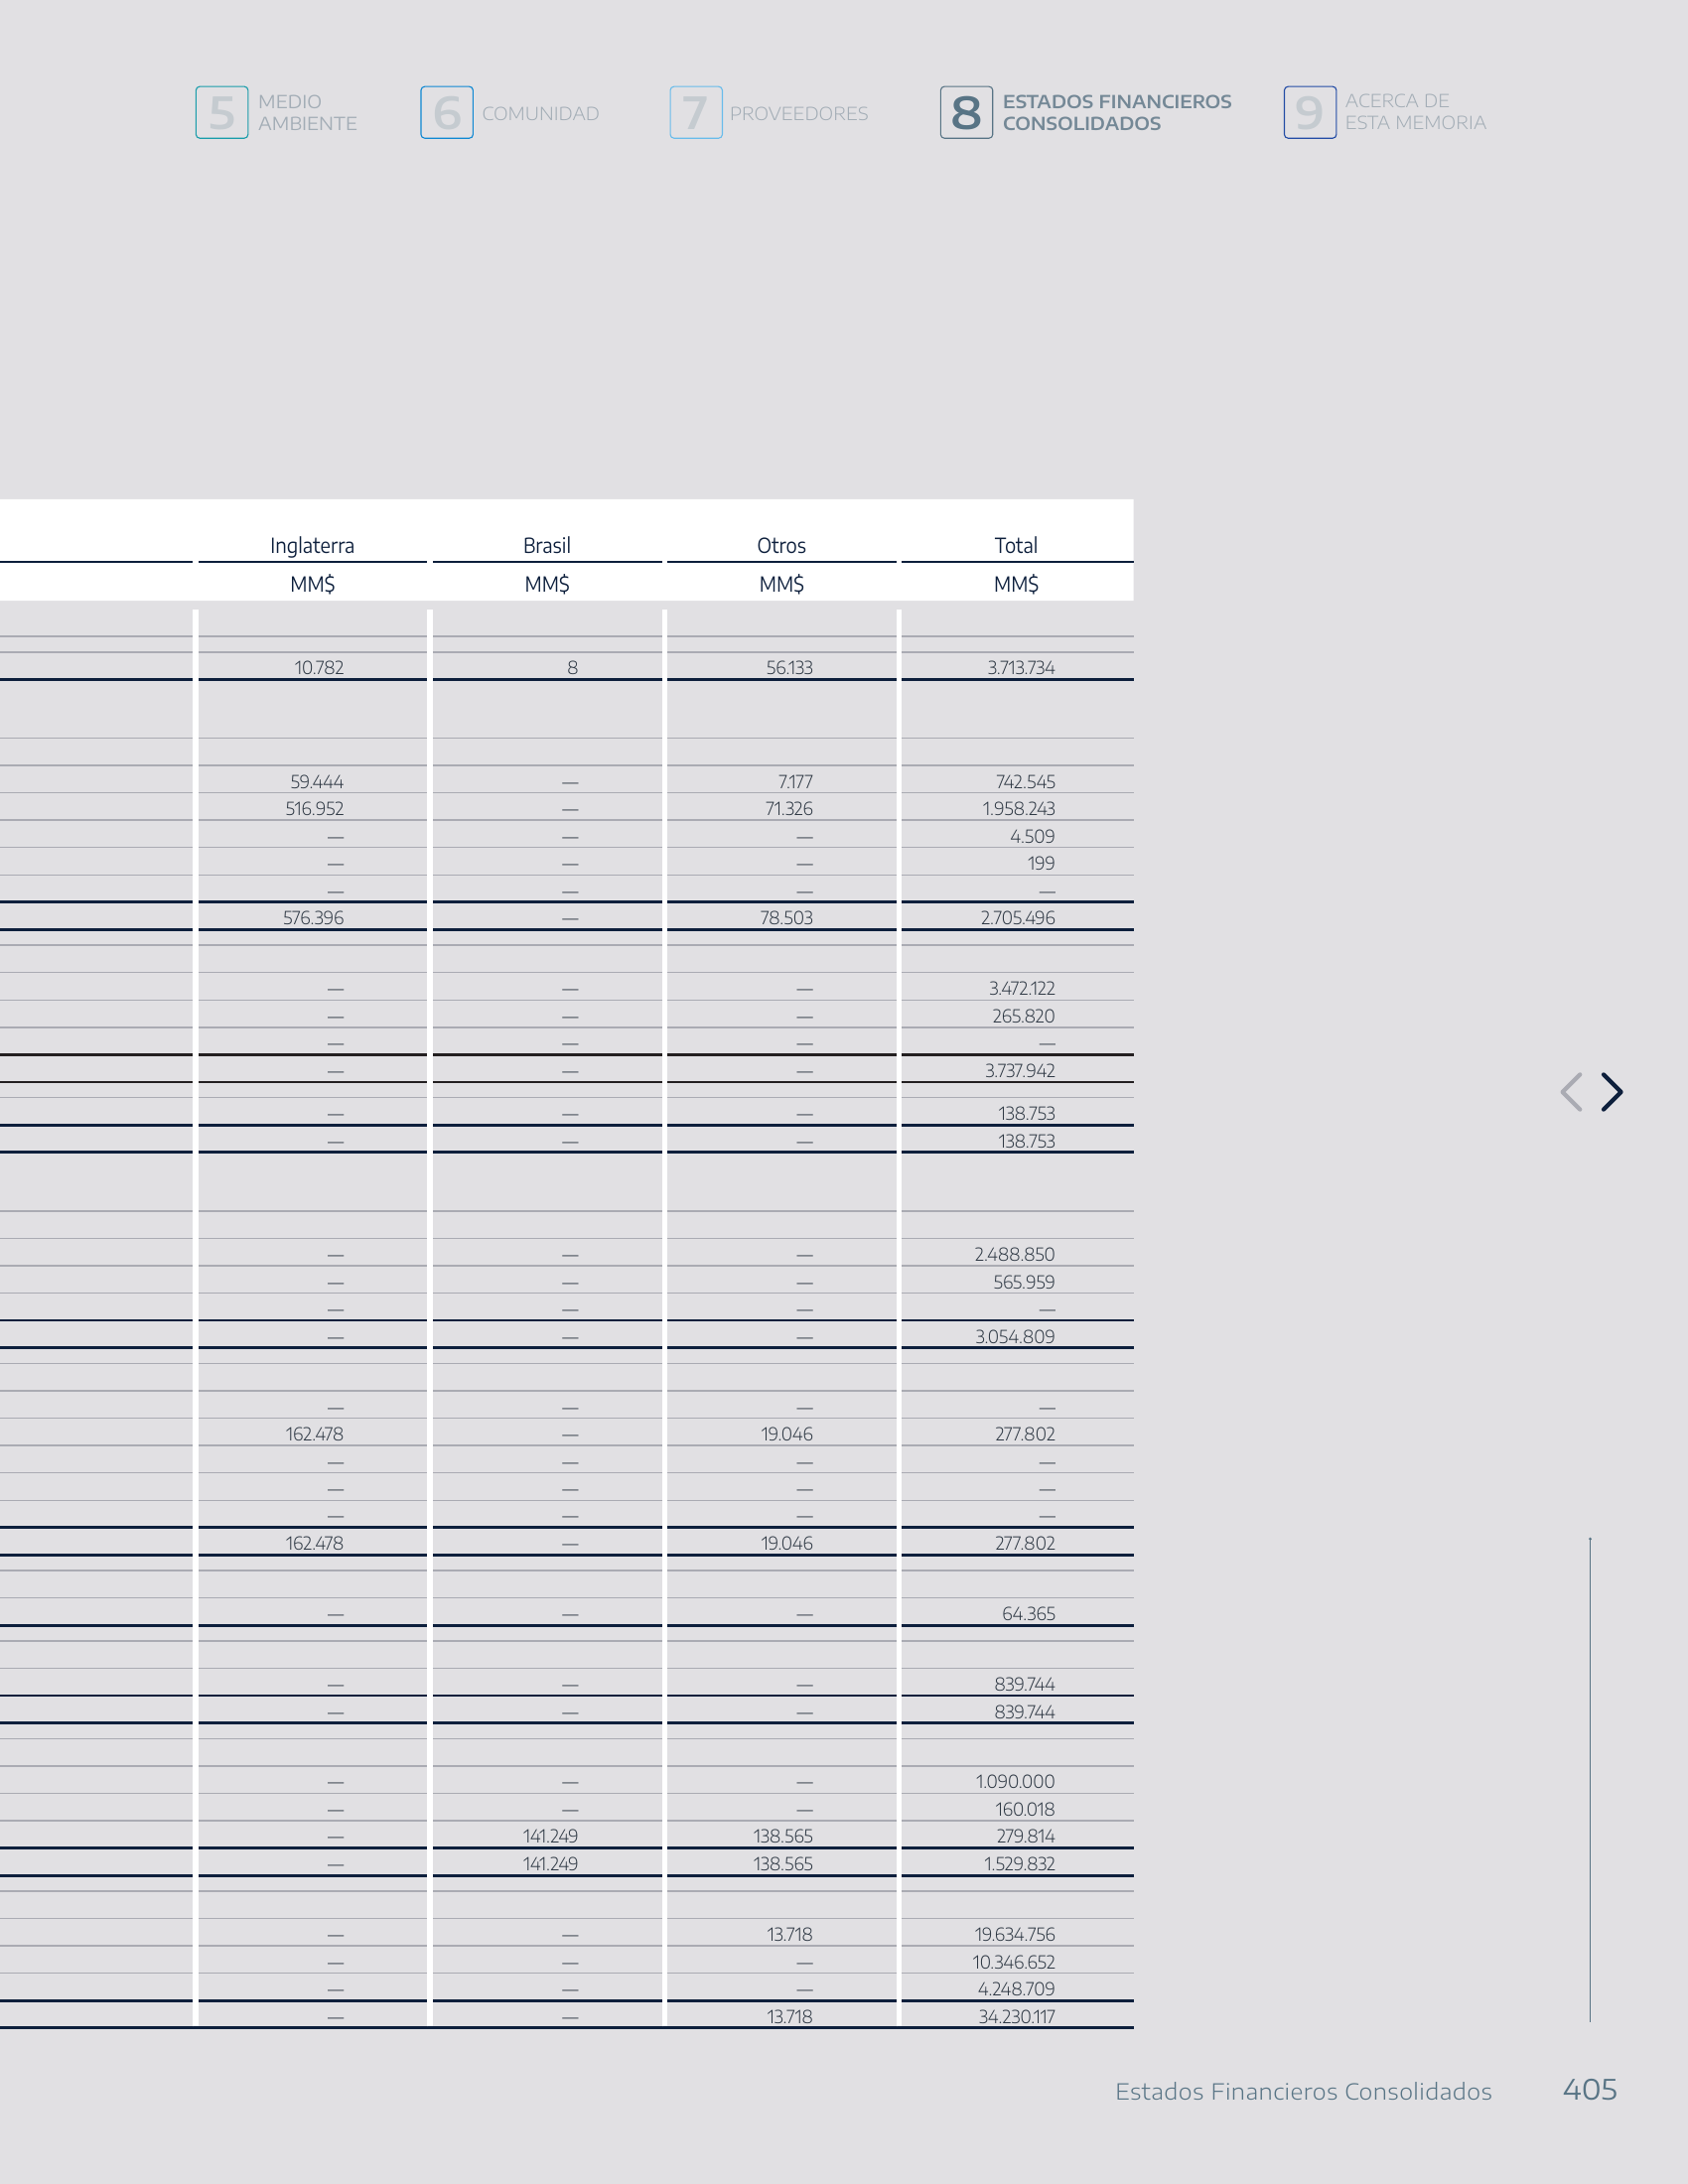 5 MEDIO AMBIENTE 6 COMUNIDAD 7 PROVEEDORES 8 ESTADOS FINANCIEROS CONSOLIDADOS 9 ACERCA DE ESTA MEMORIA
Inglaterra Brasil Otros Total
MM$ MM$ MM$ MM$
10.782 8 56.133 3.713.734
59.444 — 7.177 742.545
516.952 — 71.326 1.958.243
— — — 4.509
— — — 199
— — — —
576.396 — 78.503 2.705.496
— — — 3.472.122
— — — 265.820
— — — —
— — — 3.737.942
— — — 138.753
— — — 138.753
— — — 2.488.850
— — — 565.959
— — — —
— — — 3.054.809
— — — —
162.478 — 19.046 277.802
— — — —
— — — —
— — — —
162.478 — 19.046 277.802
— — — 64.365
— — — 839.744
— — — 839.744
— — — 1.090.000
— — — 160.018
— 141.249 138.565 279.814
— 141.249 138.565 1.529.832
— — 13.718 19.634.756
— — — 10.346.652
— — — 4.248.709
— — 13.718 34.230.117
Estados Financieros Consolidados 405